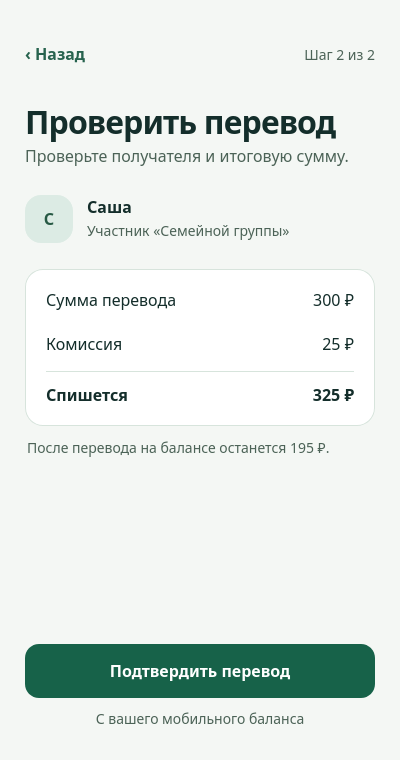 ‹ Назад
Шаг 2 из 2
Проверить перевод
Проверьте получателя и итоговую сумму.
С
Саша
Участник «Семейной группы»
Сумма перевода 300 ₽
Комиссия 25 ₽
Спишется 325 ₽
После перевода на балансе останется 195 ₽.
Подтвердить перевод
С вашего мобильного баланса